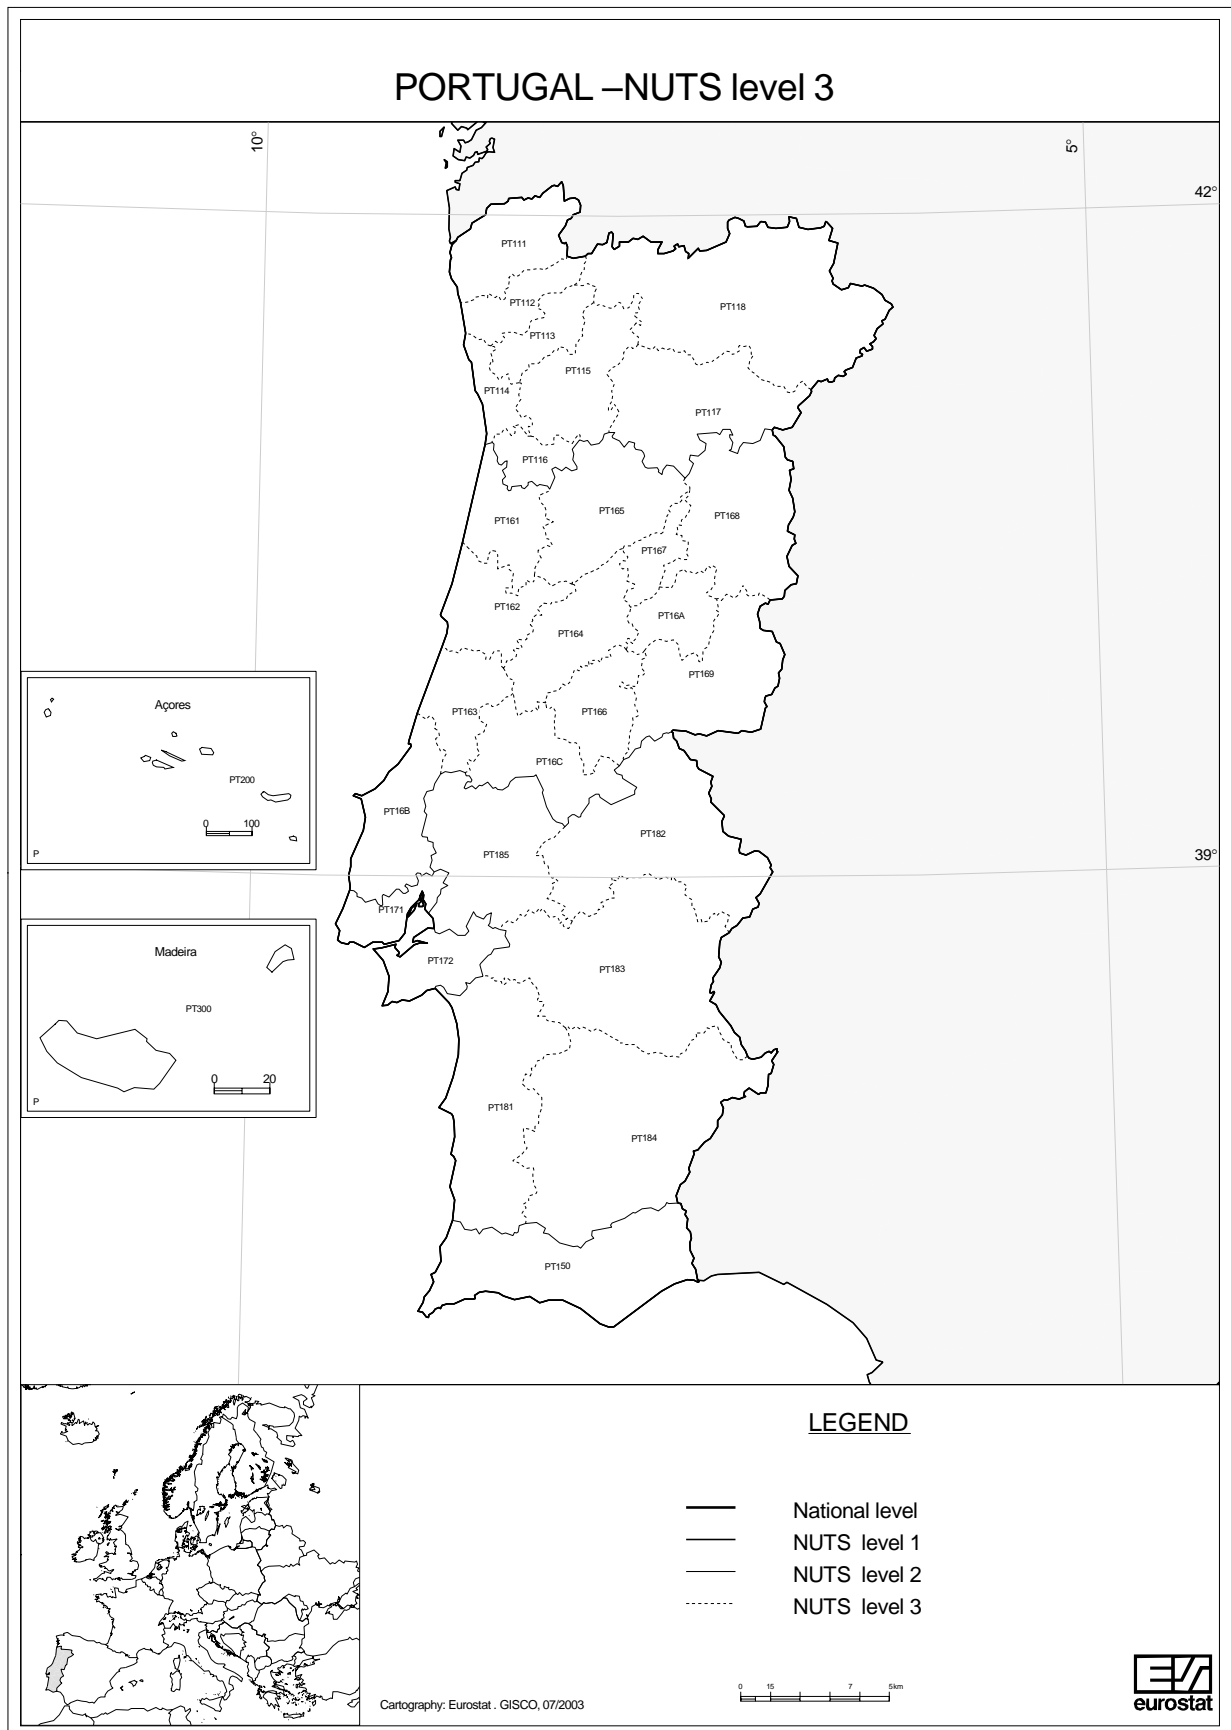 PORTUGAL –NUTS level 3
10°
5°
42°
PT111
PT112
PT118
PT113
PT115
PT114
PT117
PT116
PT165
PT168
PT161
PT167
PT162
PT16A
PT164
PT169
Açores
PT163
PT166
PT16C
PT200
PT16B
0 100
PT182
P
PT185
39°
PT171
Madeira
PT172
PT183
PT300
0 20
P
PT181
PT184
PT150
LEGEND
National level
NUTS level 1
NUTS level 2
NUTS level 3
0 15 7 5km
Cartography: Eurostat . GISCO, 07/2003
eurostat